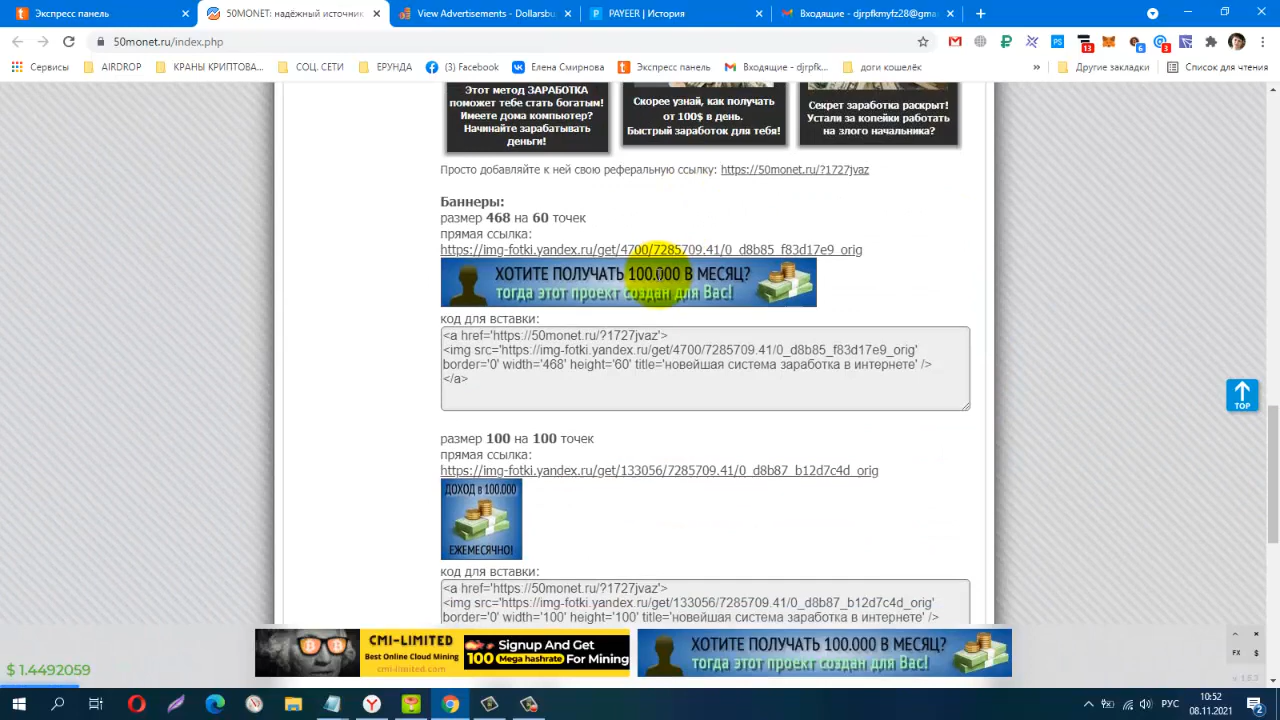 Экспресс панель
50MONET: надёжный источник
View Advertisements - Dollarsbu
PAYEER | История
Входящие - djrpfkmyfz28@gma
50monet.ru/index.php
Сервисы
AIRDROP
КРАНЫ КРИПТОВА...
СОЦ. СЕТИ
ЕРУНДА
(3) Facebook
Елена Смирнова
Экспресс панель
Входящие - djrpfk...
доги кошелёк
»
Другие закладки
Список для чтения
Этот метод ЗАРАБОТКА
поможет тебе стать богатым!
Имеете дома компьютер?
Начинайте зарабатывать
деньги!
Скорее узнай, как получать
от 100$ в день.
Быстрый заработок для тебя!
Секрет заработка раскрыт!
Устали за копейки работать
на злого начальника?
Просто добавляйте к ней свою реферальную ссылку: https://50monet.ru/?1727jvaz
Баннеры:
размер 468 на 60 точек
прямая ссылка:
https://img-fotki.yandex.ru/get/4700/7285709.41/0_d8b85_f83d17e9_orig
ХОТИТЕ ПОЛУЧАТЬ 100.000 В МЕСЯЦ?
тогда этот проект создан для Вас!
код для вставки:
<a href='https://50monet.ru/?1727jvaz'>
<img src='https://img-fotki.yandex.ru/get/4700/7285709.41/0_d8b85_f83d17e9_orig'
border='0' width='468' height='60' title='новейшая система заработка в интернете' />
</a>
TOP
размер 100 на 100 точек
прямая ссылка:
https://img-fotki.yandex.ru/get/133056/7285709.41/0_d8b87_b12d7c4d_orig
ДОХОД в 100.000
ЕЖЕМЕСЯЧНО!
код для вставки:
<a href='https://50monet.ru/?1727jvaz'>
<img src='https://img-fotki.yandex.ru/get/133056/7285709.41/0_d8b87_b12d7c4d_orig'
border='0' width='100' height='100' title='новейшая система заработка в интернете' />
CMI-LIMITED
Best Online Cloud Mining
cmi-limited.com
Signup And Get
100 Mega hashrate For Mining
ХОТИТЕ ПОЛУЧАТЬ 100.000 В МЕСЯЦ?
тогда этот проект создан для Вас!
FX $
v 1.5.3
$ 1.4492059
РУС
10:52
08.11.2021